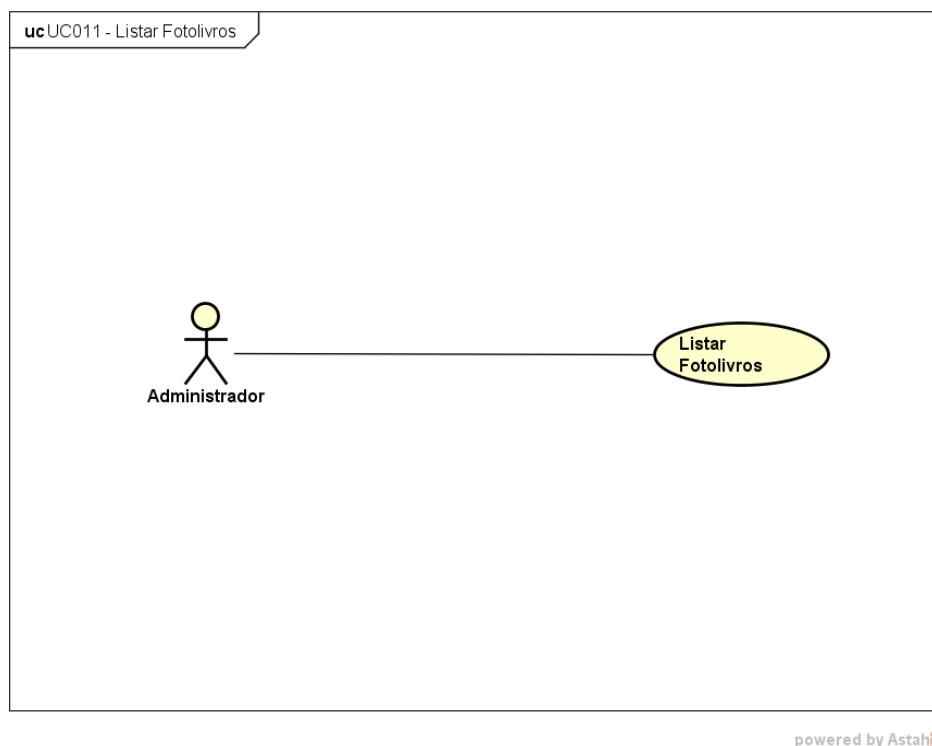 uc UC011 - Listar Fotolivros
Listar
Fotolivros
Administrador
powered by Astah